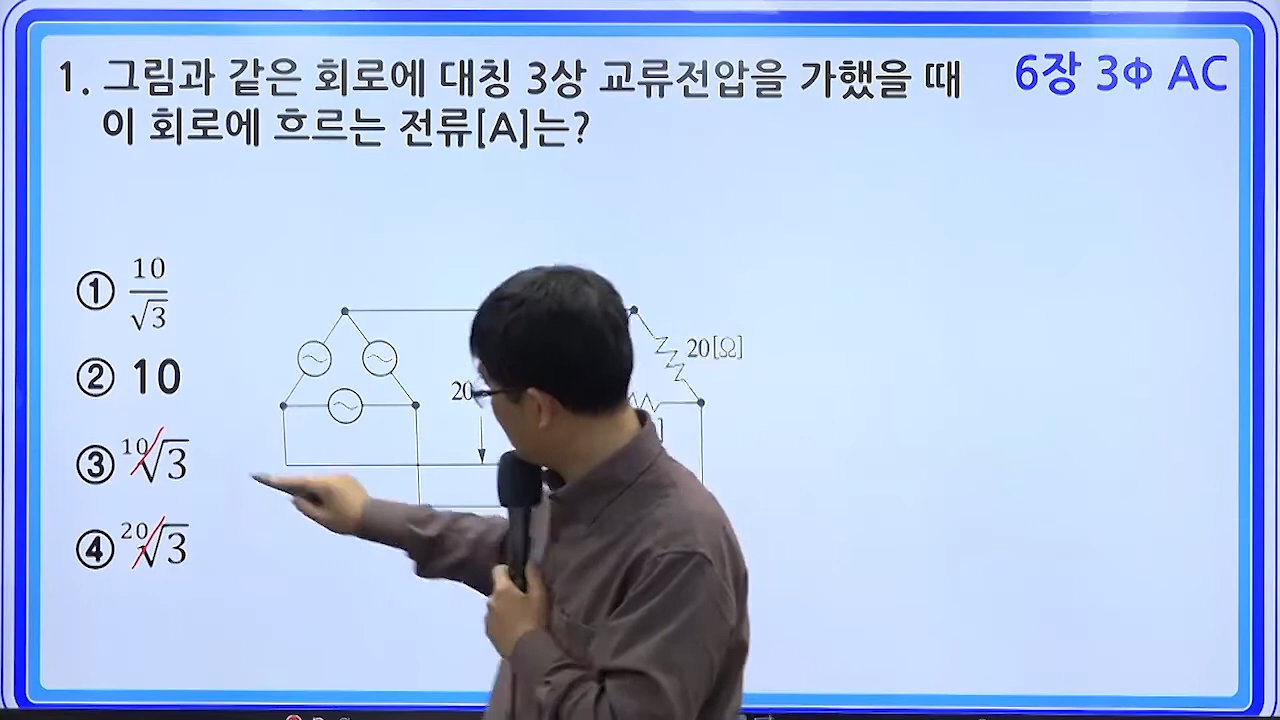 1. 그림과 같은 회로에 대칭 3상 교류전압을 가했을 때
이 회로에 흐르는 전류[A]는?
6장 3Φ AC
① 10/√3
② 10
③ 10√3
④ 20√3
20
20[Ω]
]